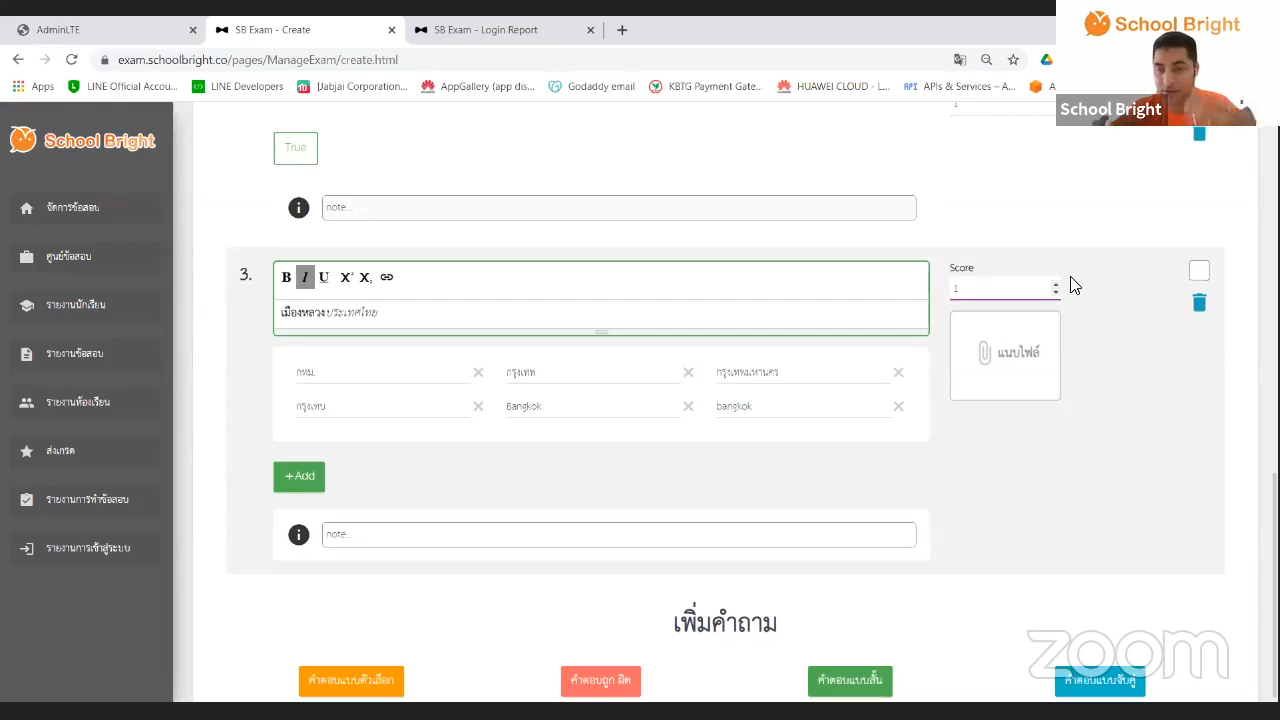 AdminLTE
SB Exam - Create
SB Exam - Login Report
exam.schoolbright.co/pages/ManageExam/create.html
Apps
LINE Official Accou...
LINE Developers
[Jabjai Corporation...
AppGallery (app dis...
Godaddy email
KBTG Payment Gate...
HUAWEI CLOUD - L...
API APIs & Services – A...
School Bright
School Bright
School Bright
จัดการข้อสอบ
ศูนย์ข้อสอบ
รายงานนักเรียน
รายงานข้อสอบ
รายงานห้องเรียน
ส่งเกรด
รายงานการทำข้อสอบ
รายงานการเข้าสู่ระบบ
1
True
note...
3.
B I U X² X, 
เมืองหลวงประเทศไทย
Score
1
แนบไฟล์
กทม.
กรุงเทพ
กรุงเทพมหานคร
กรุงเทบ
Bangkok
bangkok
+Add
note...
เพิ่มคำถาม
คำตอบแบบตัวเลือก
คำตอบถูก ผิด
คำตอบแบบสั้น
คำตอบแบบจับคู่
zoom